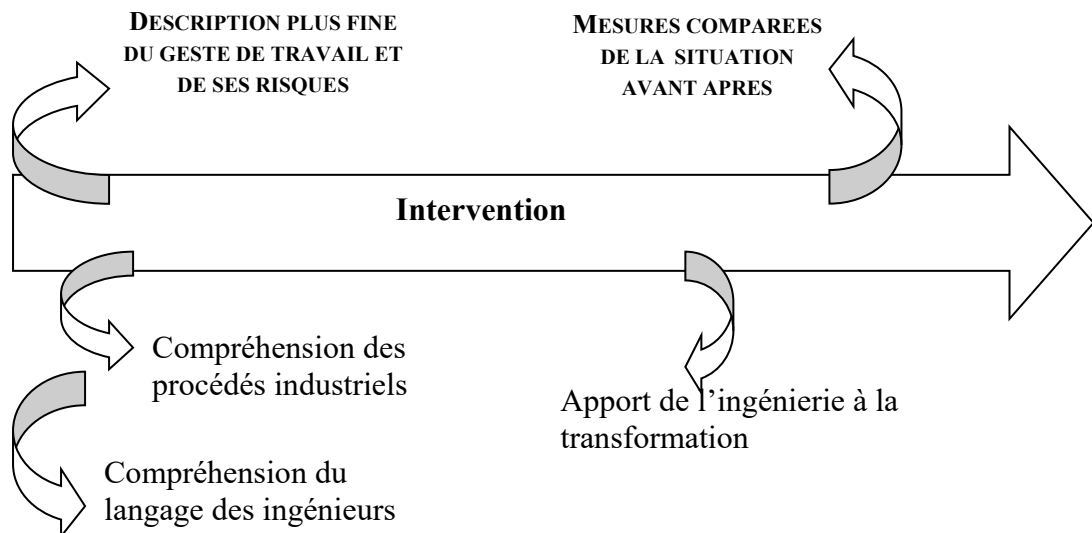 DESCRIPTION PLUS FINE
DU GESTE DE TRAVAIL ET
DE SES RISQUES
MESURES COMPAREES
DE LA SITUATION
AVANT APRES
Intervention
Compréhension des
procédés industriels
Apport de l’ingénierie à la
transformation
Compréhension du
langage des ingénieurs